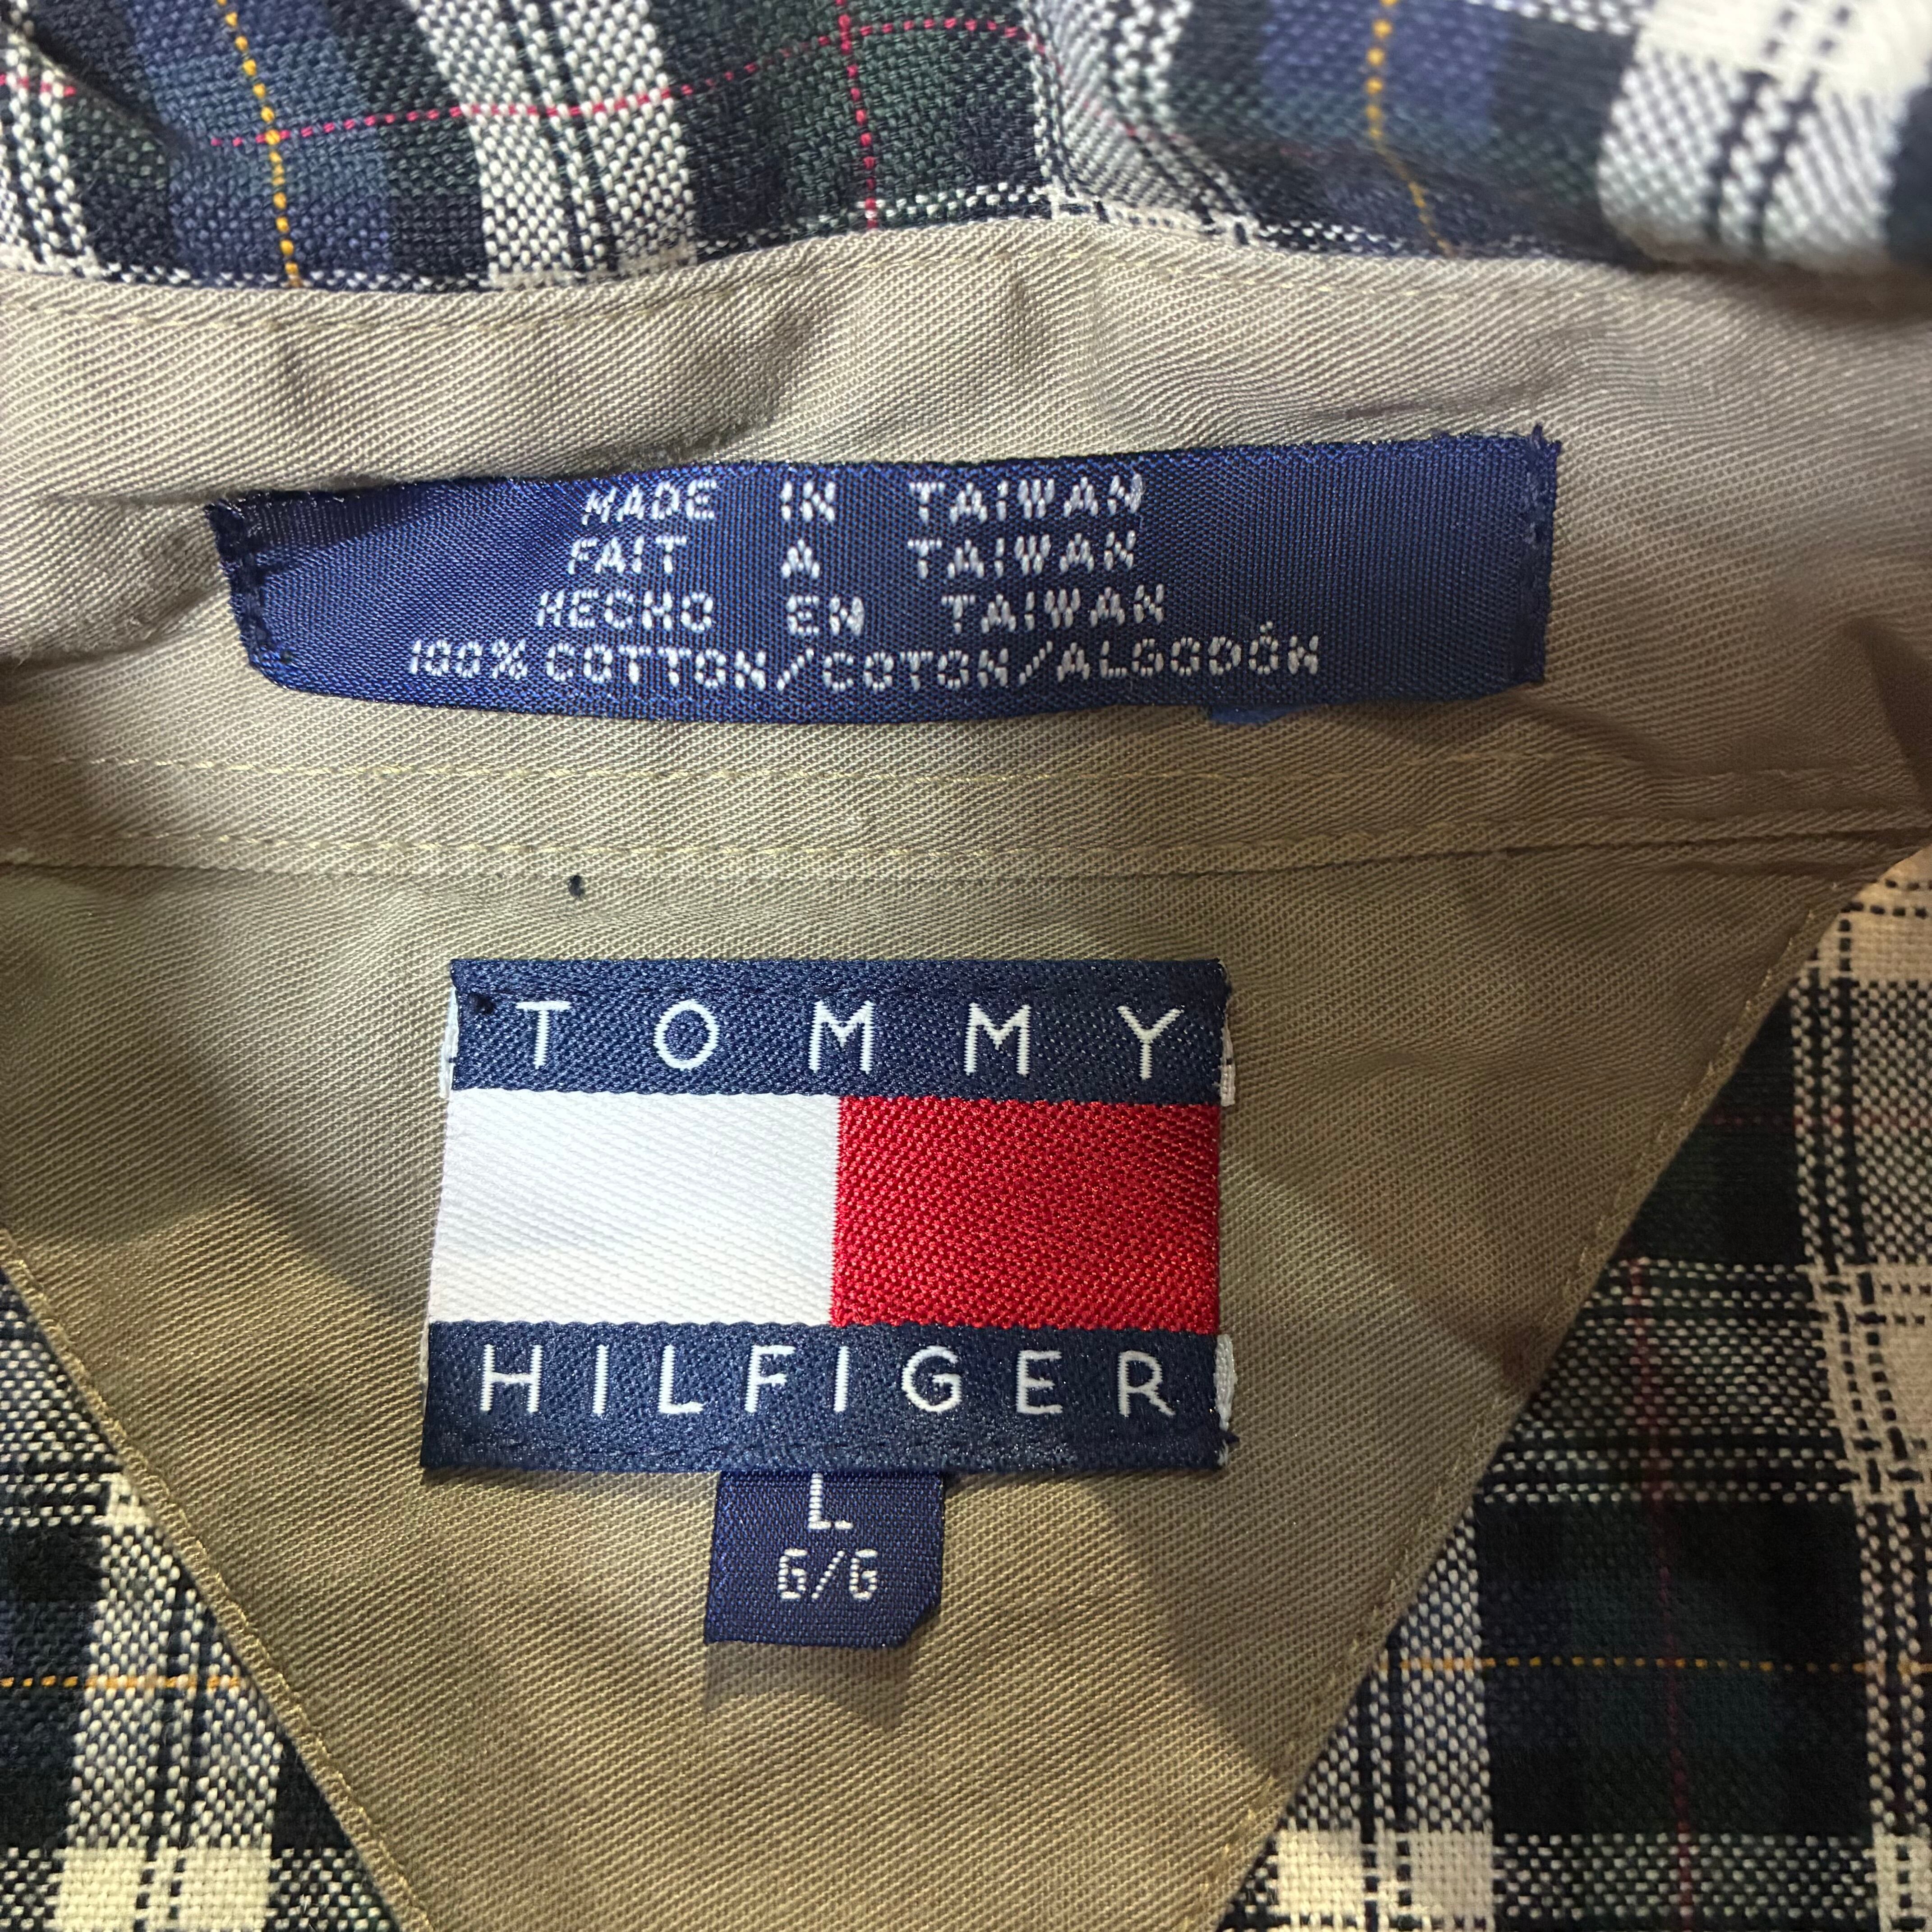 MADE IN TAIWAN
FAIT A TAIWAN
HECHO EN TAIWAN
100% COTTON/COTON/ALGODÓN
TOMMY
HILFIGER
L
G/G